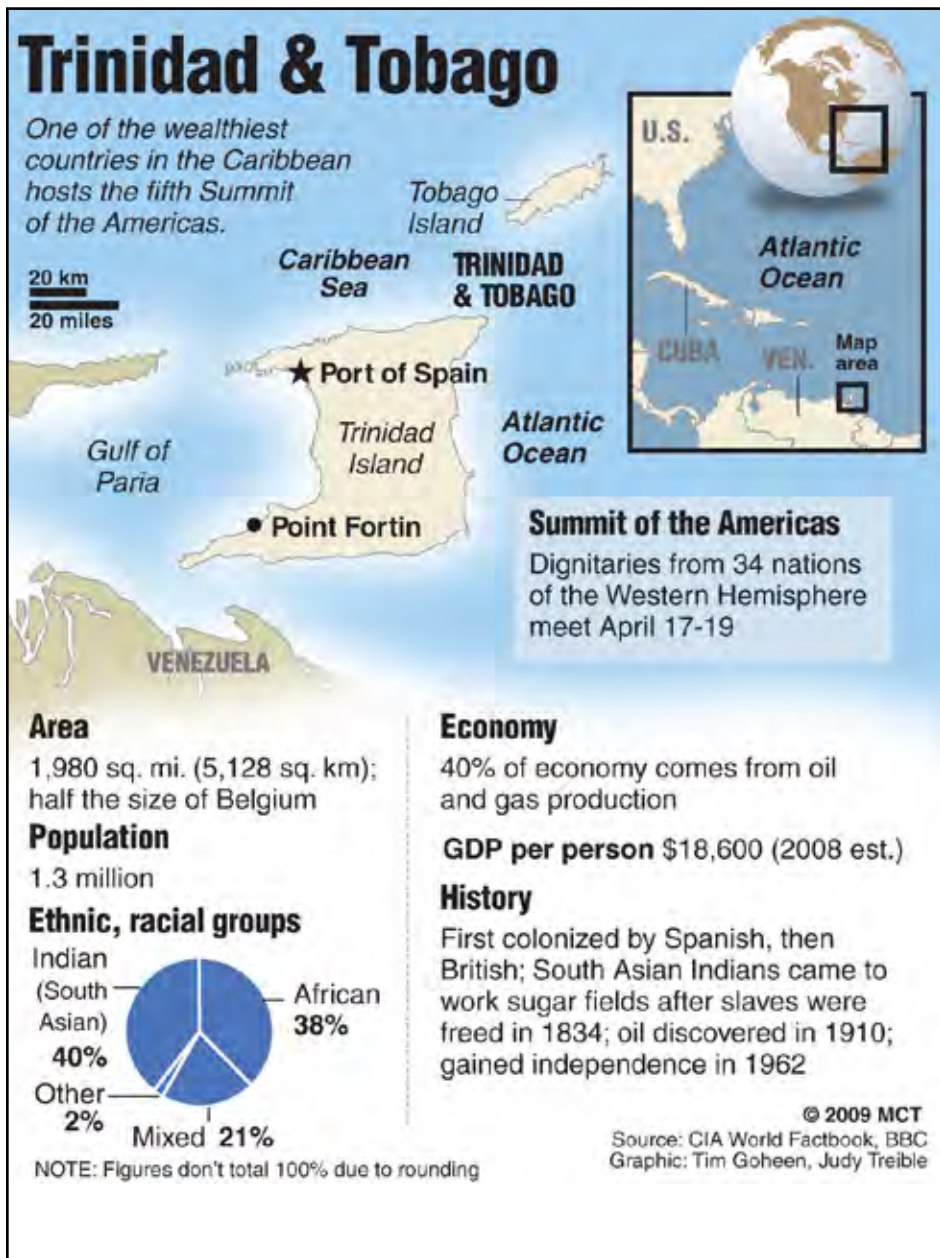 Trinidad & Tobago
One of the wealthiest
countries in the Caribbean
hosts the fifth Summit
of the Americas.
20 km
20 miles
Tobago
Island
Caribbean
Sea
TRINIDAD
& TOBAGO
Port of Spain
Trinidad
Island
Atlantic
Ocean
Gulf of
Paria
Point Fortin
VENEZUELA
U.S.
Atlantic
Ocean
CUBA
VEN.
Map
area
Summit of the Americas
Dignitaries from 34 nations
of the Western Hemisphere
meet April 17-19
Area
1,980 sq. mi. (5,128 sq. km);
half the size of Belgium
Population
1.3 million
Ethnic, racial groups
Indian
(South
Asian)
40%
African
38%
Other
2%
Mixed 21%
NOTE: Figures don't total 100% due to rounding
Economy
40% of economy comes from oil
and gas production
GDP per person $18,600 (2008 est.)
History
First colonized by Spanish, then
British; South Asian Indians came to
work sugar fields after slaves were
freed in 1834; oil discovered in 1910;
gained independence in 1962
© 2009 MCT
Source: CIA World Factbook, BBC
Graphic: Tim Goheen, Judy Treible